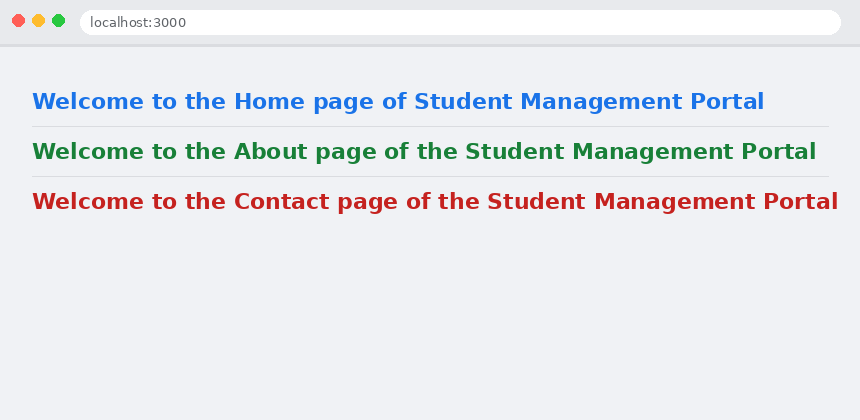 localhost:3000
Welcome to the Home page of Student Management Portal
Welcome to the About page of the Student Management Portal
Welcome to the Contact page of the Student Management Portal